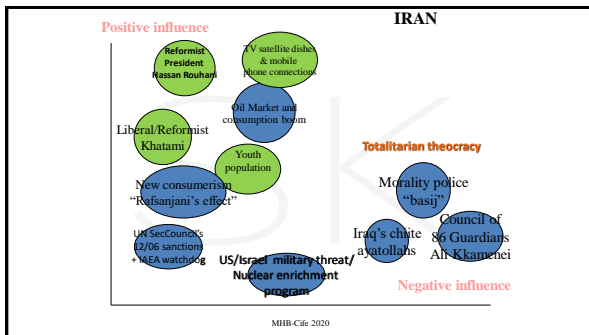 IRAN
Positive influence
Reformist
President
Hassan Rouhani
TV satellite dishes
& mobile
phone connections
Oil Market and
consumption boom
Liberal/Reformist
Khatami
Youth
population
New consumerism
“Rafsanjani’s effect”
UN SecCouncil's
12/06 sanctions
+ IAEA watchdog
US/Israel military threat/
Nuclear enrichment
program
Totalitarian theocracy
Morality police
“basij”
Iraq’s chiite
ayatollahs
Council of
86 Guardians
Ali Kkamenei
Negative influence
MHB-Cife 2020
SK